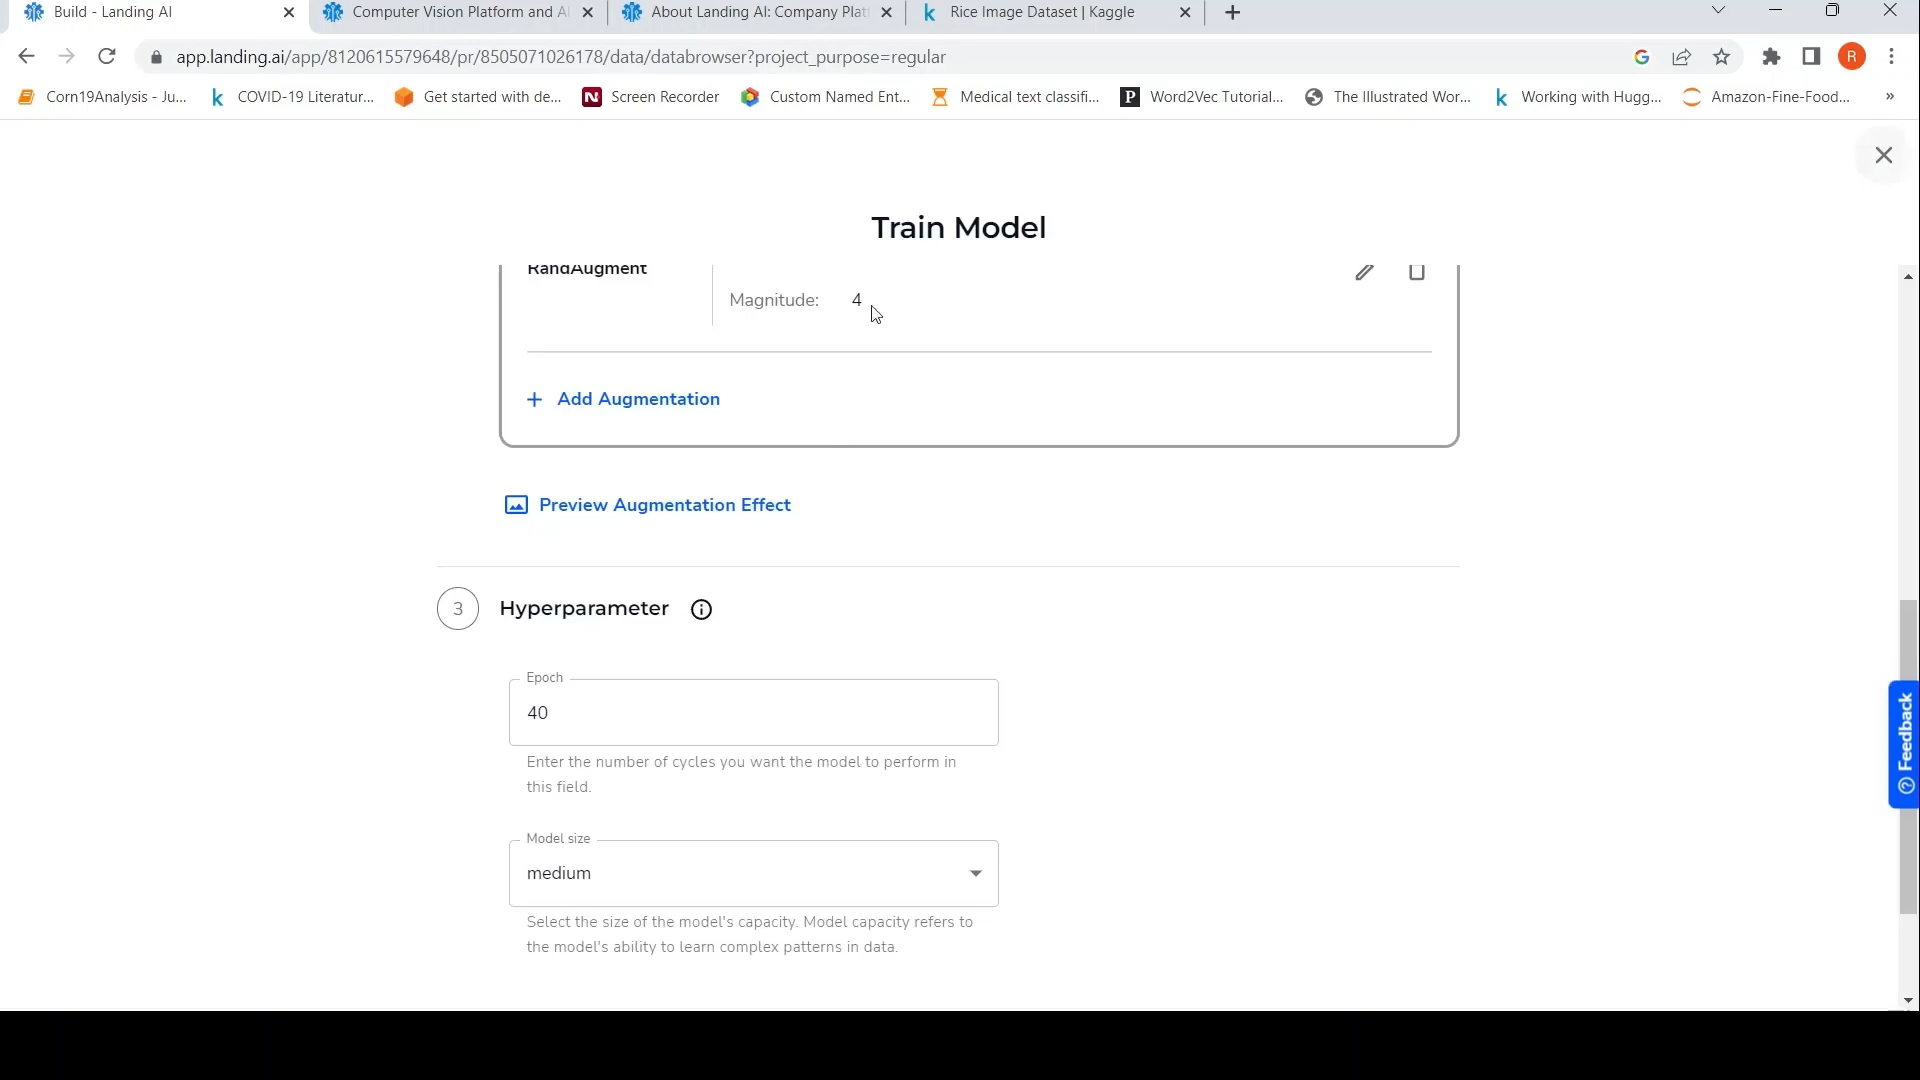 Build - Landing AI
Computer Vision Platform and AI
About Landing AI: Company Plat
Rice Image Dataset | Kaggle
app.landing.ai/app/8120615579648/pr/8505071026178/data/databrowser?project_purpose=regular
R
Corn19Analysis - Ju...
COVID-19 Literatur...
Get started with de...
Screen Recorder
Custom Named Ent...
Medical text classifi...
Word2Vec Tutorial...
The Illustrated Wor...
Working with Hugg...
Amazon-Fine-Food...
»
Train Model
RandAugment
Magnitude: 4
+ Add Augmentation
Preview Augmentation Effect
3 Hyperparameter
Epoch
40
Enter the number of cycles you want the model to perform in
this field.
Model size
medium
Select the size of the model's capacity. Model capacity refers to
the model's ability to learn complex patterns in data.
Feedback